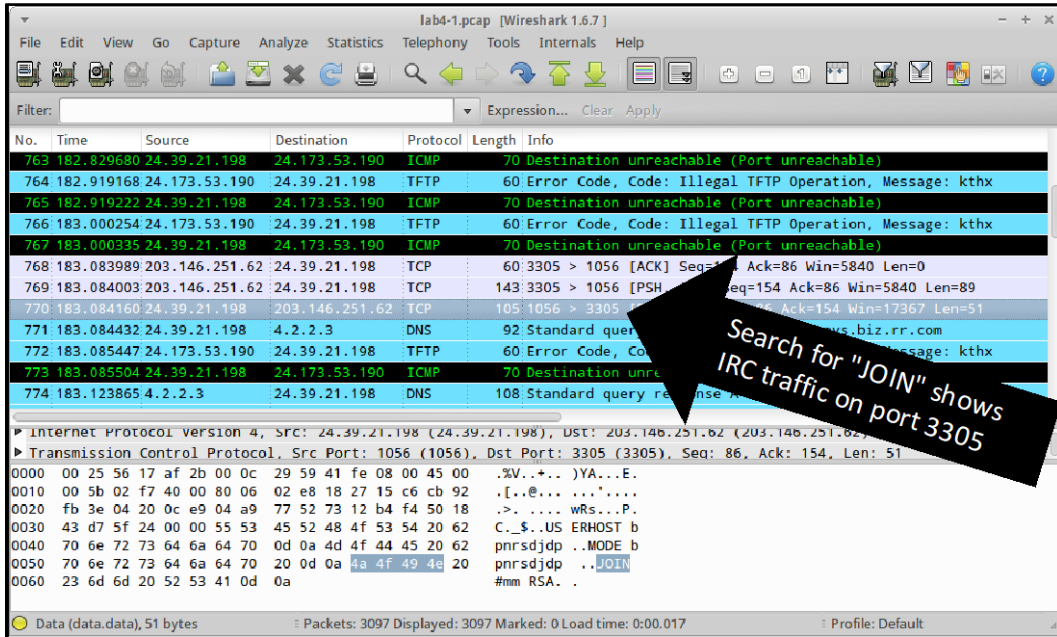 lab4-1.pcap [Wireshark 1.6.7 ]
File Edit View Go Capture Analyze Statistics Telephony Tools Internals Help
Filter: Expression... Clear Apply
No. Time Source Destination Protocol Length Info
763 182.829680 24.39.21.198 24.173.53.190 ICMP 70 Destination unreachable (Port unreachable)
764 182.919168 24.173.53.190 24.39.21.198 TFTP 60 Error Code, Code: Illegal TFTP Operation, Message: kthx
765 182.919222 24.39.21.198 24.173.53.190 ICMP 70 Destination unreachable (Port unreachable)
766 183.000254 24.173.53.190 24.39.21.198 TFTP 60 Error Code, Code: Illegal TFTP Operation, Message: kthx
767 183.000335 24.39.21.198 24.173.53.190 ICMP 70 Destination unreachable (Port unreachable)
768 183.083989 203.146.251.62 24.39.21.198 TCP 60 3305 > 1056 [ACK] Ack=86 Win=5840 Len=0
769 183.084003 203.146.251.62 24.39.21.198 TCP 143 3305 > 1056 [PSH, Seq=154 Ack=86 Win=5840 Len=89
770 183.084160 24.39.21.198 203.146.251.62 TCP 105 1056 > 3305 Ack=154 Win=17367 Len=51
771 183.084432 24.39.21.198 4.2.2.3 DNS 92 Standard .biz.rr.com
772 183.085447 24.173.53.190 24.39.21.198 TFTP 60 Error Code, kthx
773 183.085504 24.39.21.198 24.173.53.190 ICMP 70 Destination
774 183.123865 4.2.2.3 24.39.21.198 DNS 108 Standard query
Search for "JOIN" shows
IRC traffic on port 3305
Internet Protocol Version 4, Src: 24.39.21.198 (24.39.21.198), Dst: 203.146.251.62 (203.146.251.62),
Transmission Control Protocol, Src Port: 1056 (1056), Dst Port: 3305 (3305), Seq: 86, Ack: 154, Len: 51
0000 00 25 56 17 af 2b 00 0c 29 59 41 fe 08 00 45 00 .%V..+.. )YA...E.
0010 00 5b 02 f7 40 00 80 06 02 e8 18 27 15 c6 cb 92 .[..@... ...'....
0020 fb 3e 04 20 0c e9 04 a9 77 52 73 12 b4 f4 50 18 .>. .... wRs...P.
0030 43 d7 5f 24 00 00 55 53 45 52 48 4f 53 54 20 62 C._$..US ERHOST b
0040 70 6e 72 73 64 6a 64 70 0d 0a 4d 4f 44 45 20 62 pnrsdjdp ..MODE b
0050 70 6e 72 73 64 6a 64 70 20 0d 0a 4a 4f 49 4e 20 pnrsdjdp ..JOIN
0060 23 6d 6d 20 52 53 41 0d 0a #mm RSA. .
Data (data.data), 51 bytes Packets: 3097 Displayed: 3097 Marked: 0 Load time: 0:00.017 Profile: Default